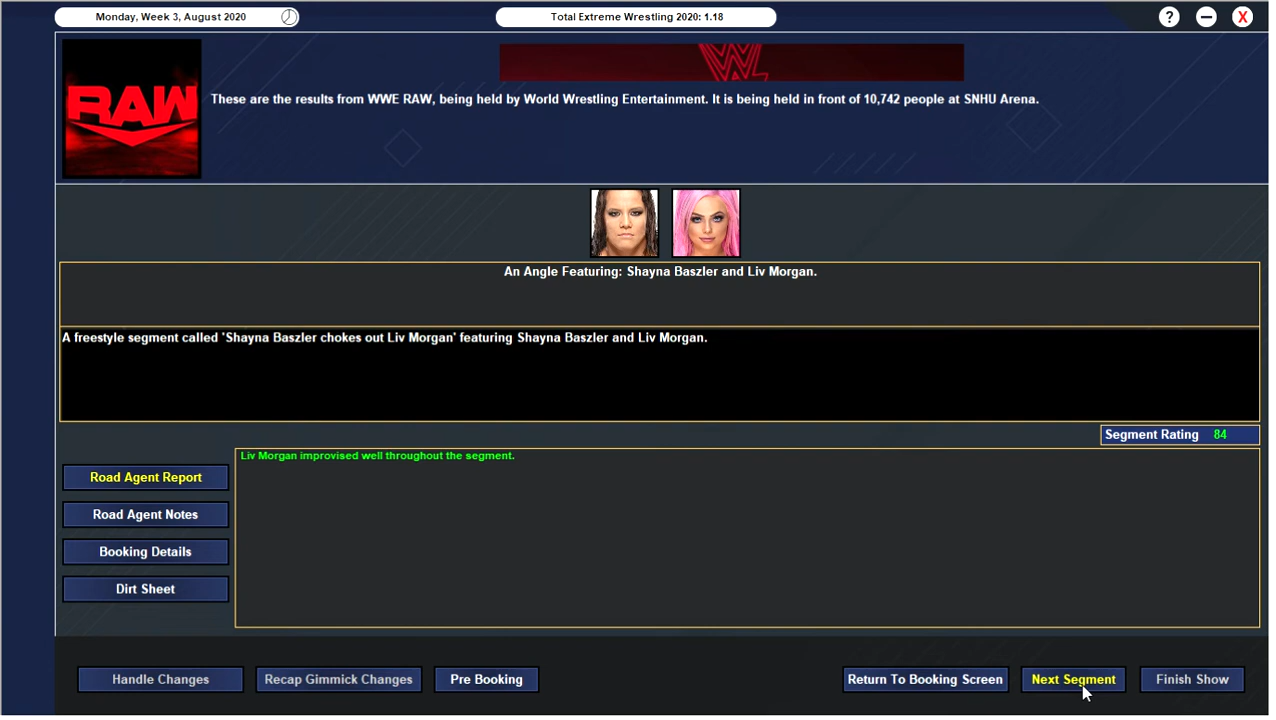 Monday, Week 3, August 2020
Total Extreme Wrestling 2020: 1.18
?
X
RAW
W
These are the results from WWE RAW, being held by World Wrestling Entertainment. It is being held in front of 10,742 people at SNHU Arena.
An Angle Featuring: Shayna Baszler and Liv Morgan.
A freestyle segment called 'Shayna Baszler chokes out Liv Morgan' featuring Shayna Baszler and Liv Morgan.
Segment Rating 84
Road Agent Report
Liv Morgan improvised well throughout the segment.
Road Agent Notes
Booking Details
Dirt Sheet
Handle Changes
Recap Gimmick Changes
Pre Booking
Return To Booking Screen
Next Segment
Finish Show